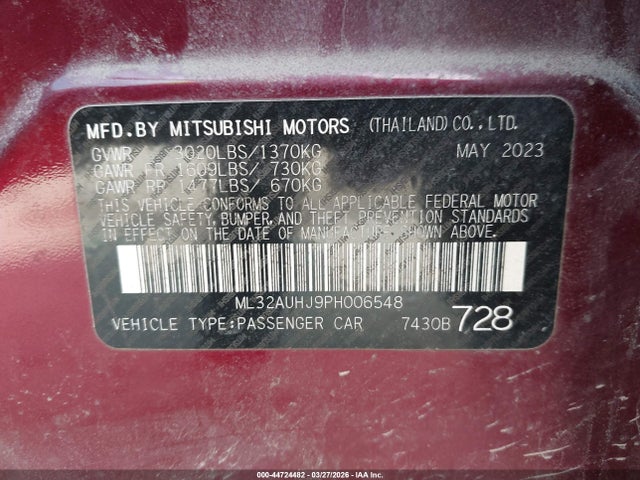 MFD.BY MITSUBISHI MOTORS (THAILAND)CO.,LTD.
GVWR 3020LBS/1370KG MAY 2023
GAWR FR 1609LBS/ 730KG
GAWR RR 1477LBS/ 670KG
THIS VEHICLE CONFORMS TO ALL APPLICABLE FEDERAL MOTOR
VEHICLE SAFETY, BUMPER, AND THEFT PREVENTION STANDARDS
IN EFFECT ON THE DATE OF MANUFACTURE SHOWN ABOVE.
ML32AUHJ9PH006548
VEHICLE TYPE:PASSENGER CAR 7430B 728
000-44724482 | 03/27/2026 | IAA Inc.